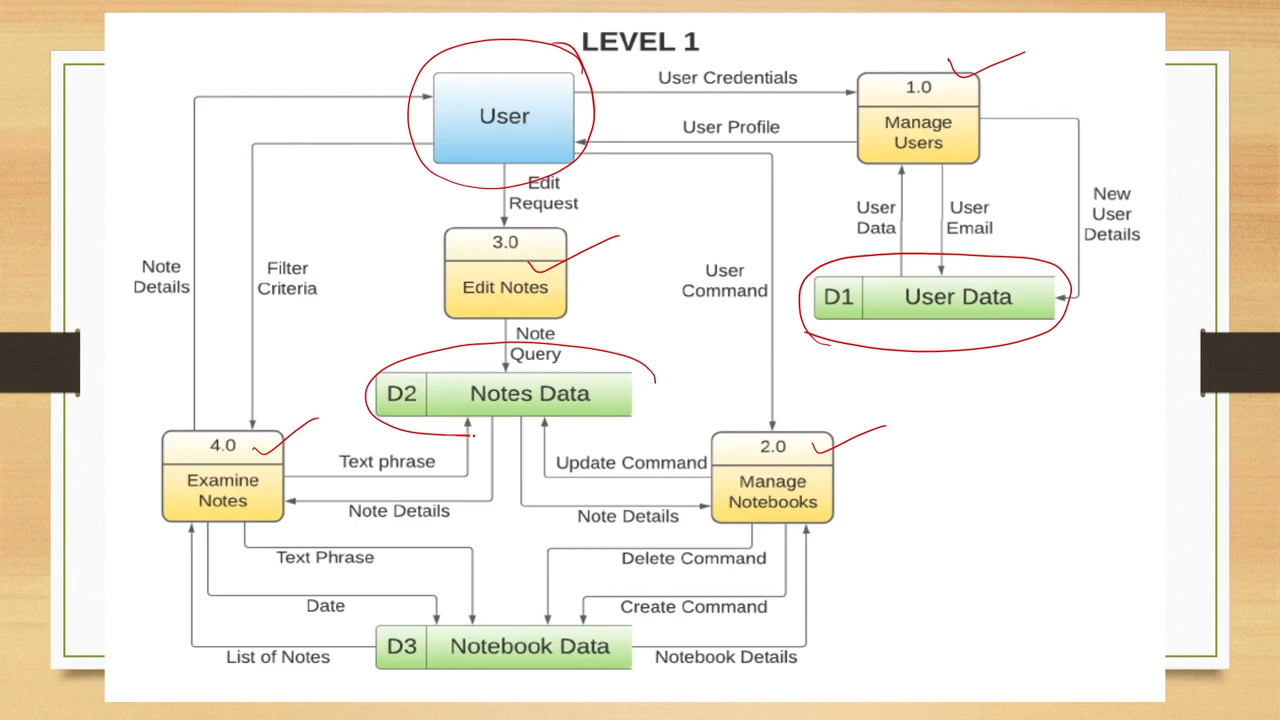 LEVEL 1
User
User Credentials
User Profile
1.0
Manage
Users
Edit
Request
User
Data
User
Email
New
User
Details
3.0
Edit Notes
Note
Details
Filter
Criteria
User
Command
D1
User Data
Note
Query
D2
Notes Data
4.0
Examine
Notes
Text phrase
Update Command
2.0
Manage
Notebooks
Note Details
Note Details
Text Phrase
Delete Command
Date
Create Command
D3
Notebook Data
List of Notes
Notebook Details